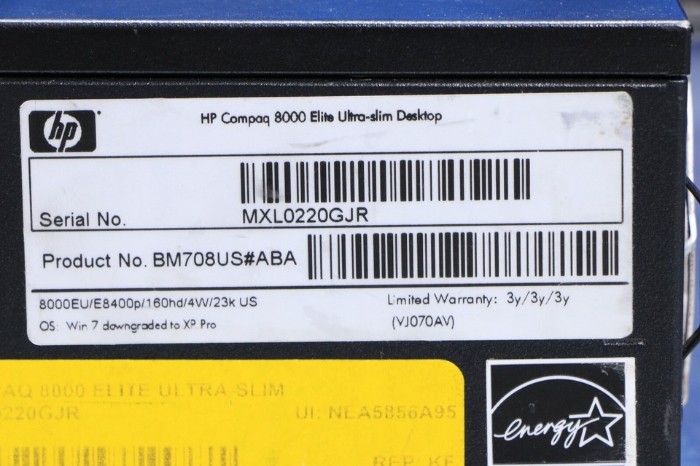 hp
HP Compaq 8000 Elite Ultra-slim Desktop
Serial No. MXL0220GJR
Product No. BM708US#ABA
8000EU/E8400p/160hd/4W/23k US
Limited Warranty: 3y/3y/3y
OS: Win 7 downgraded to XP Pro
(VJ070AV)
AQ 8000 ELITE ULTRA-SLIM
0220GJR UI: NEA5856A95
REP KE
energy